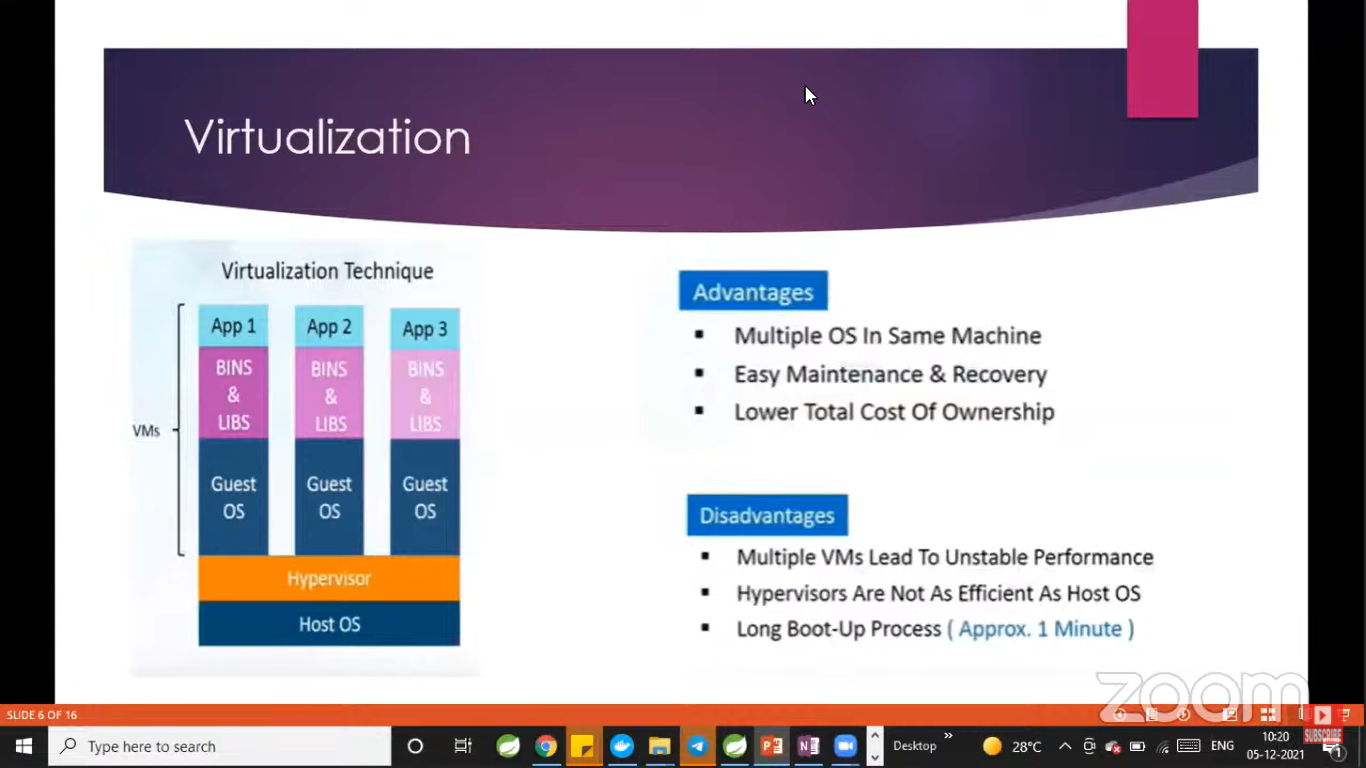 Virtualization
Virtualization Technique
App 1
App 2
App 3
BINS
&
LIBS
BINS
&
LIBS
BINS
&
LIBS
VMs
Guest
OS
Guest
OS
Guest
OS
Hypervisor
Host OS
Advantages
Multiple OS In Same Machine
Easy Maintenance & Recovery
Lower Total Cost Of Ownership
Disadvantages
Multiple VMs Lead To Unstable Performance
Hypervisors Are Not As Efficient As Host OS
Long Boot-Up Process ( Approx. 1 Minute )
zoom
SLIDE 6 OF 16
SUBSCRIBE
Type here to search
Desktop
28°C
ENG
10:20
05-12-2021
1